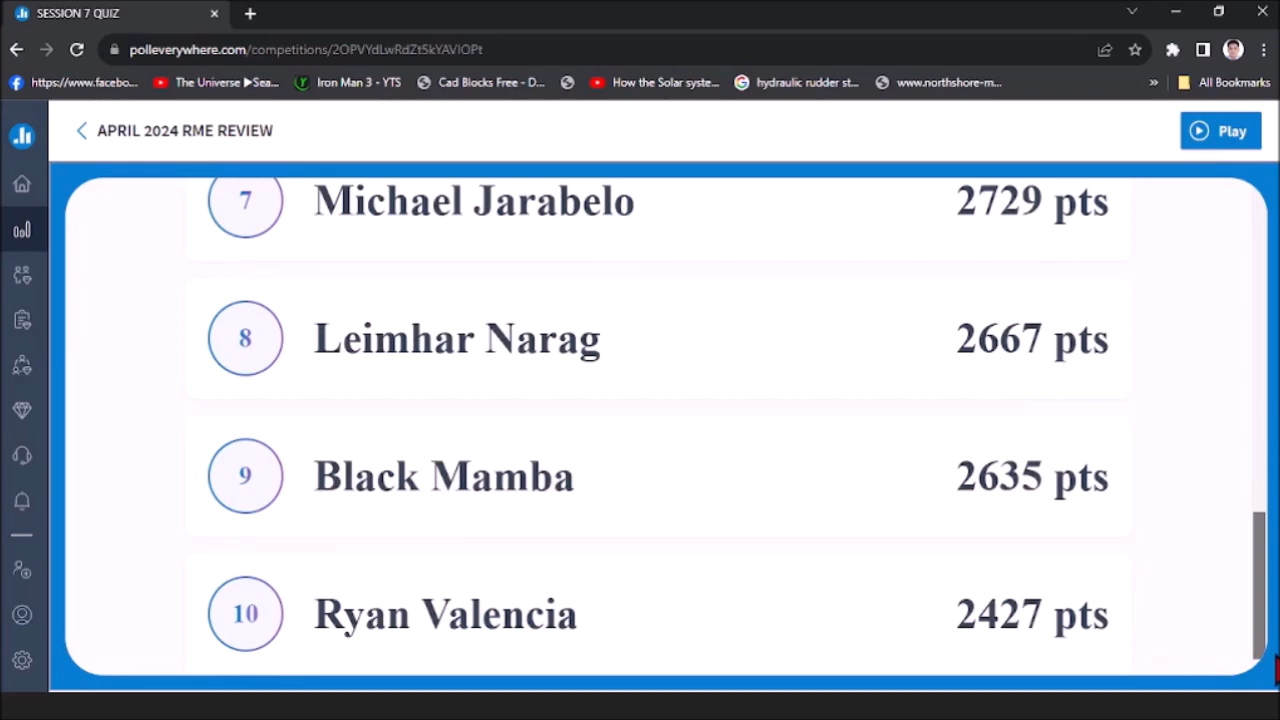 SESSION 7 QUIZ
polleverywhere.com/competitions/2OPVYdLwRdZt5kYAVIOPt
https://www.facebo... The Universe ▶Sea... Iron Man 3 - YTS Cad Blocks Free - D... How the Solar syste... hydraulic rudder st... www.northshore-m... » All Bookmarks
APRIL 2024 RME REVIEW
Play
7 Michael Jarabelo 2729 pts
8 Leimhar Narag 2667 pts
9 Black Mamba 2635 pts
10 Ryan Valencia 2427 pts